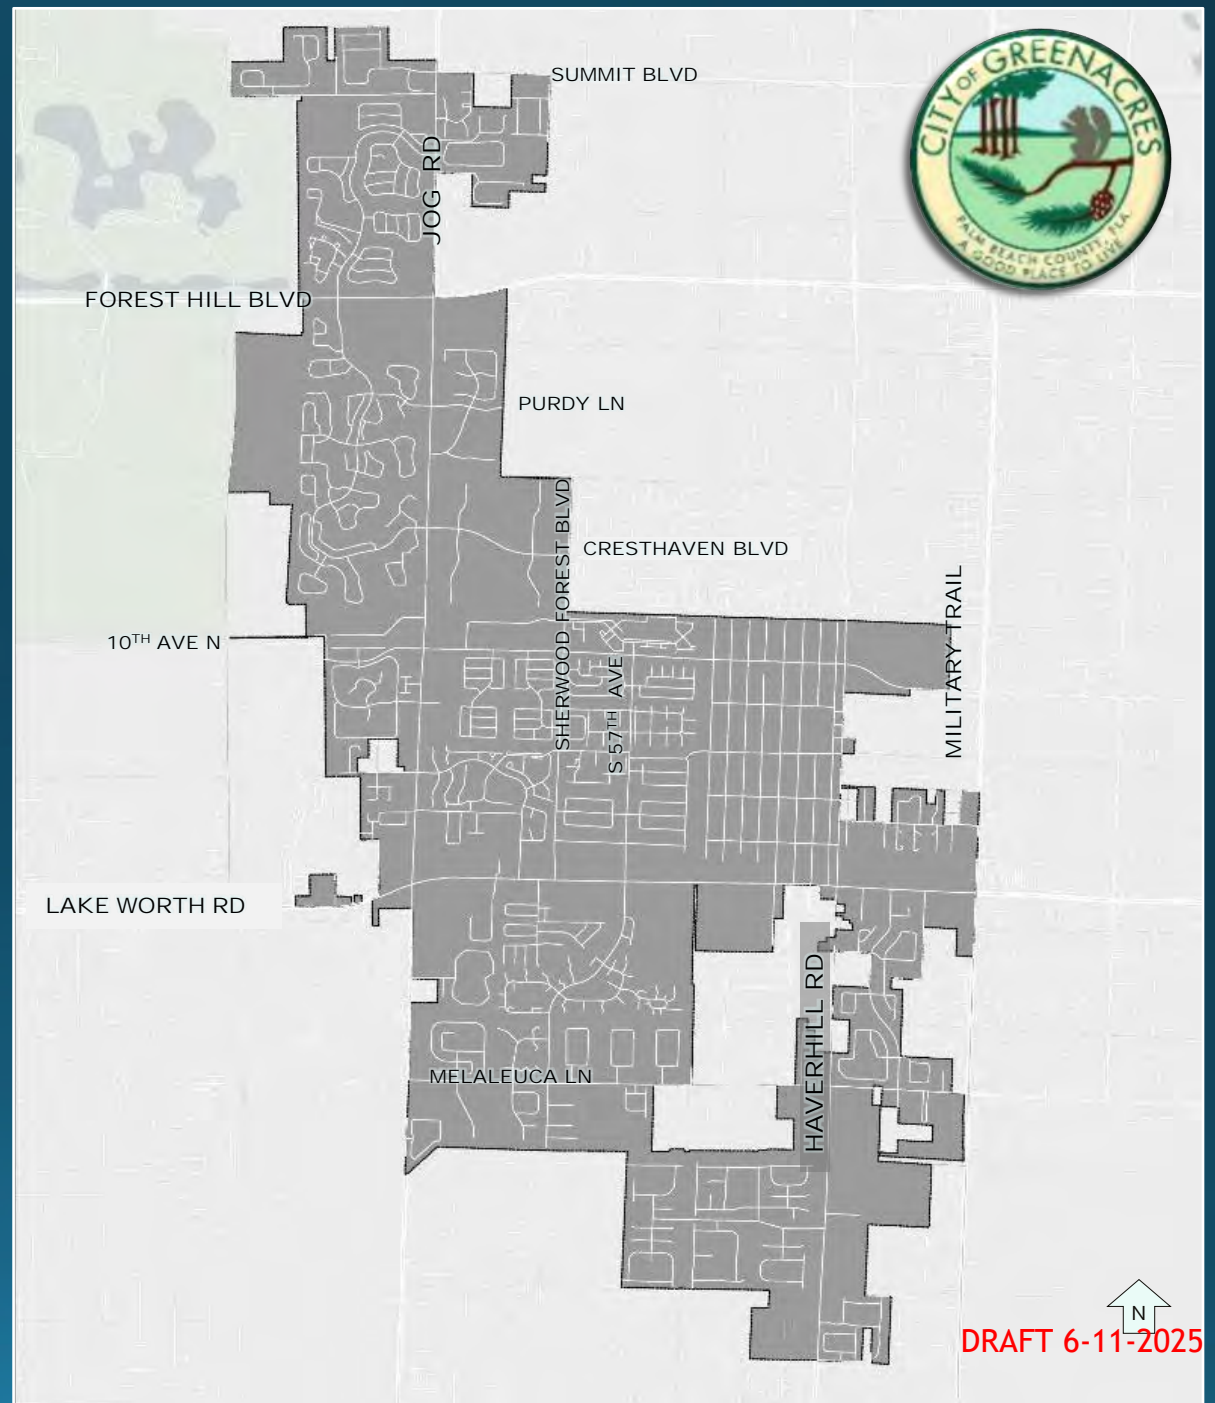 SUMMIT BLVD
CITY OF GREENACRES
PALM BEACH COUNTY, FLA
A GOOD PLACE TO LIVE
JOG RD
FOREST HILL BLVD
PURDY LN
SHERWOOD FOREST BLVD
CRESTHAVEN BLVD
MILITARY TRAIL
10TH AVE N
S 57TH AVE
LAKE WORTH RD
HAVERHILL RD
MELALEUCA LN
N
DRAFT 6-11-2025